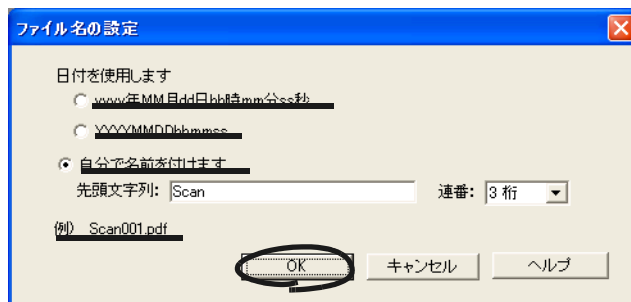 ファイル名の設定
日付を使用します
yyyy年MM月dd日hh時mm分ss秒
YYYYMMDDhhmmss
自分で名前を付けます
先頭文字列: Scan 連番: 3 桁
例) Scan001.pdf
OK キャンセル ヘルプ